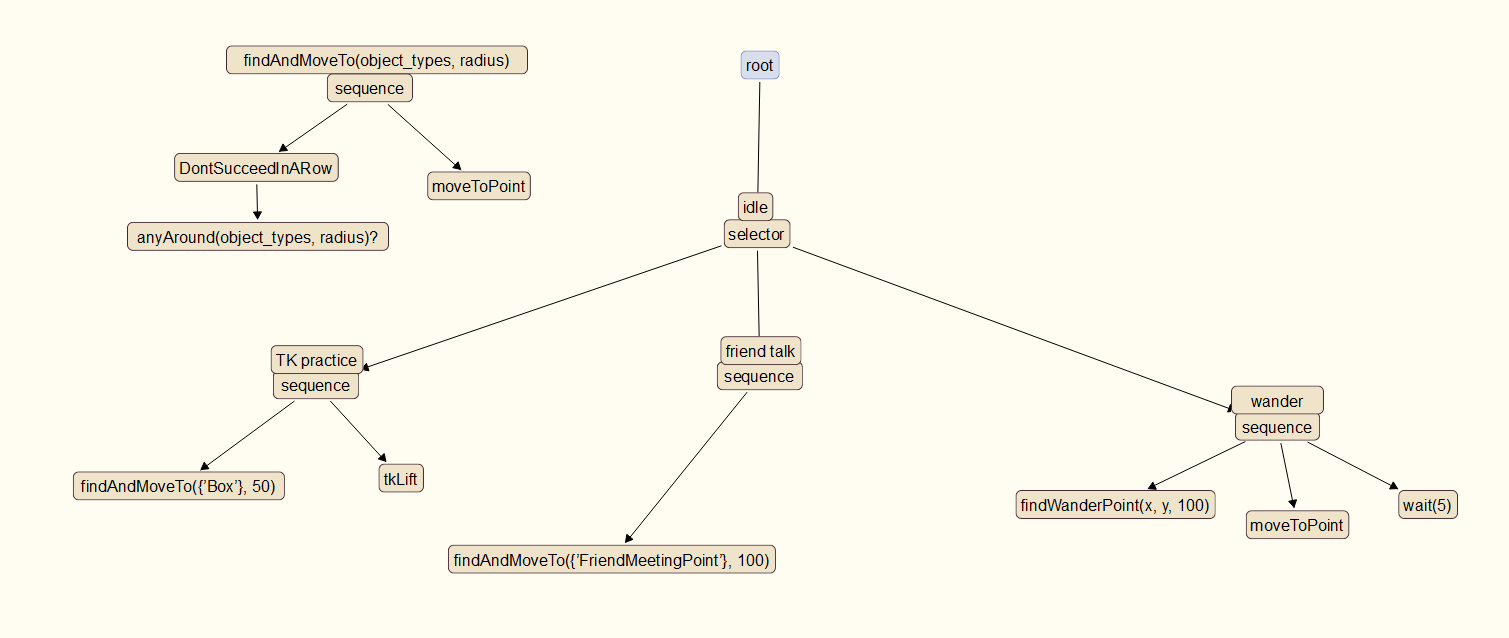 findAndMoveTo(object_types, radius)
sequence
DontSucceedInARow
moveToPoint
anyAround(object_types, radius)?
root
idle
selector
TK practice
sequence
findAndMoveTo({'Box'}, 50)
tkLift
friend talk
sequence
findAndMoveTo({'FriendMeetingPoint'}, 100)
wander
sequence
findWanderPoint(x, y, 100)
moveToPoint
wait(5)